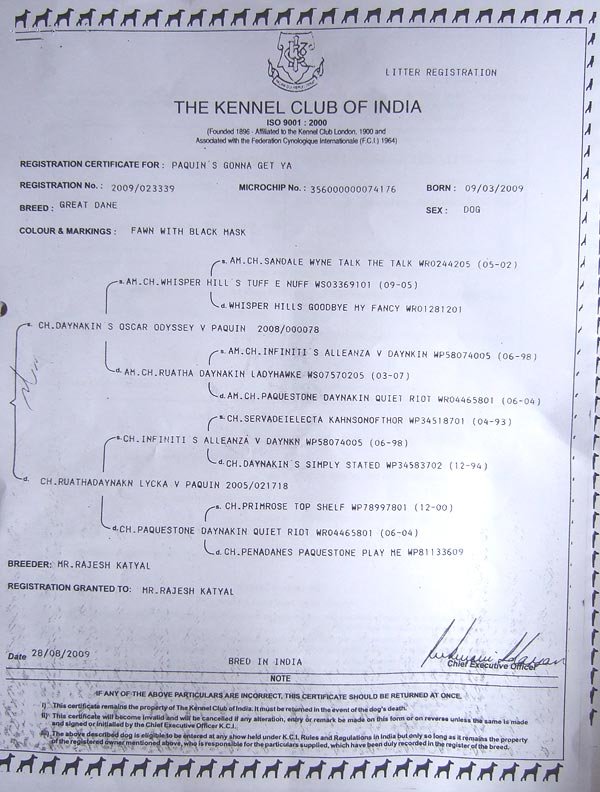 LITTER REGISTRATION
THE KENNEL CLUB OF INDIA
ISO 9001 : 2000
(Founded 1896 - Affiliated to the Kennel Club London, 1900 and
Associated with the Federation Cynologique Internationale (F.C.I.) 1964)
REGISTRATION CERTIFICATE FOR : PAQUIN`S GONNA GET YA
REGISTRATION No. : 2009/023339 MICROCHIP No. : 356000000074176 BORN : 09/03/2009
BREED : GREAT DANE SEX : DOG
COLOUR & MARKINGS : FAWN WITH BLACK MASK
s. AM.CH.SANDALE WYNE TALK THE TALK WR0244205 (05-02)
s. AM.CH.WHISPER HILL`S TUFF E NUFF WS03369101 (09-05)
d. WHISPER HILLS GOODBYE MY FANCY WR01281201
s. CH.DAYNAKIN`S OSCAR ODYSSEY V PAQUIN 2008/000078
s. AM.CH.INFINITI`S ALLEANZA V DAYNKIN WP58074005 (06-98)
d. AM.CH.RUATHA DAYNAKIN LADYHAWKE WS07570205 (03-07)
d. AM.CH.PAQUESTONE DAYNAKIN QUIET RIOT WR04465801 (06-04)
s. CH.SERVADEIELECTA KAHNSONOFTHOR WP34518701 (04-93)
s. CH.INFINITI`S ALLEANZA V DAYNKN WP58074005 (06-98)
d. CH.DAYNAKIN`S SIMPLY STATED WP34583702 (12-94)
d. CH.RUATHADAYNAKN LYCKA V PAQUIN 2005/021718
s. CH.PRIMROSE TOP SHELF WP78997801 (12-00)
d. CH.PAQUESTONE DAYNAKIN QUIET RIOT WR04465801 (06-04)
d. CH.PENADANES PAQUESTONE PLAY ME WP81133609
BREEDER: MR.RAJESH KATYAL
REGISTRATION GRANTED TO: MR.RAJESH KATYAL
Date 28/08/2009
Chief Executive Officer
BRED IN INDIA
NOTE
IF ANY OF THE ABOVE PARTICULARS ARE INCORRECT, THIS CERTIFICATE SHOULD BE RETURNED AT ONCE.
i) This certificate remains the property of The Kennel Club of India. It must be returned in the event of the dog's death.
ii) This certificate will become invalid and will be cancelled if any alteration, entry or remark be made on this form or on reverse unless the same is made
and signed or initialled by the Chief Executive Officer K.C.I.
iii) The above described dog is eligible to be entered at any show held under K.C.I. Rules and Regulations in India but only so long as it remains the property
of the registered owner mentioned above, who is responsible for the particulars supplied, which have been duly recorded in the register of the breed.